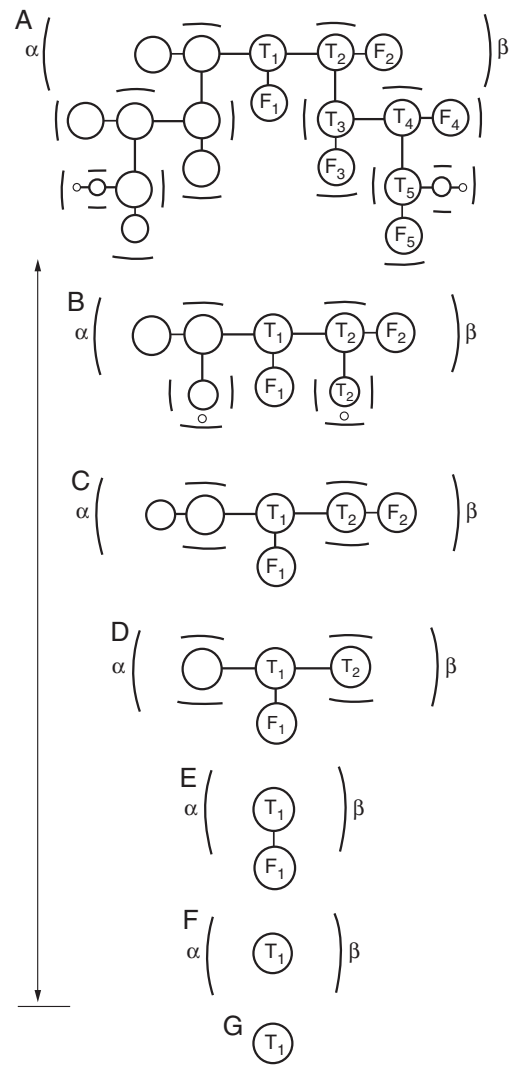 A
α T₁ T₂ F₂ β
F₁ T₃ T₄ F₄
F₃ T₅
F₅
B
α T₁ T₂ F₂ β
F₁ T₂
C
α T₁ T₂ F₂ β
F₁
D
α T₁ T₂ β
F₁
E
α T₁ β
F₁
F
α T₁ β
G T₁